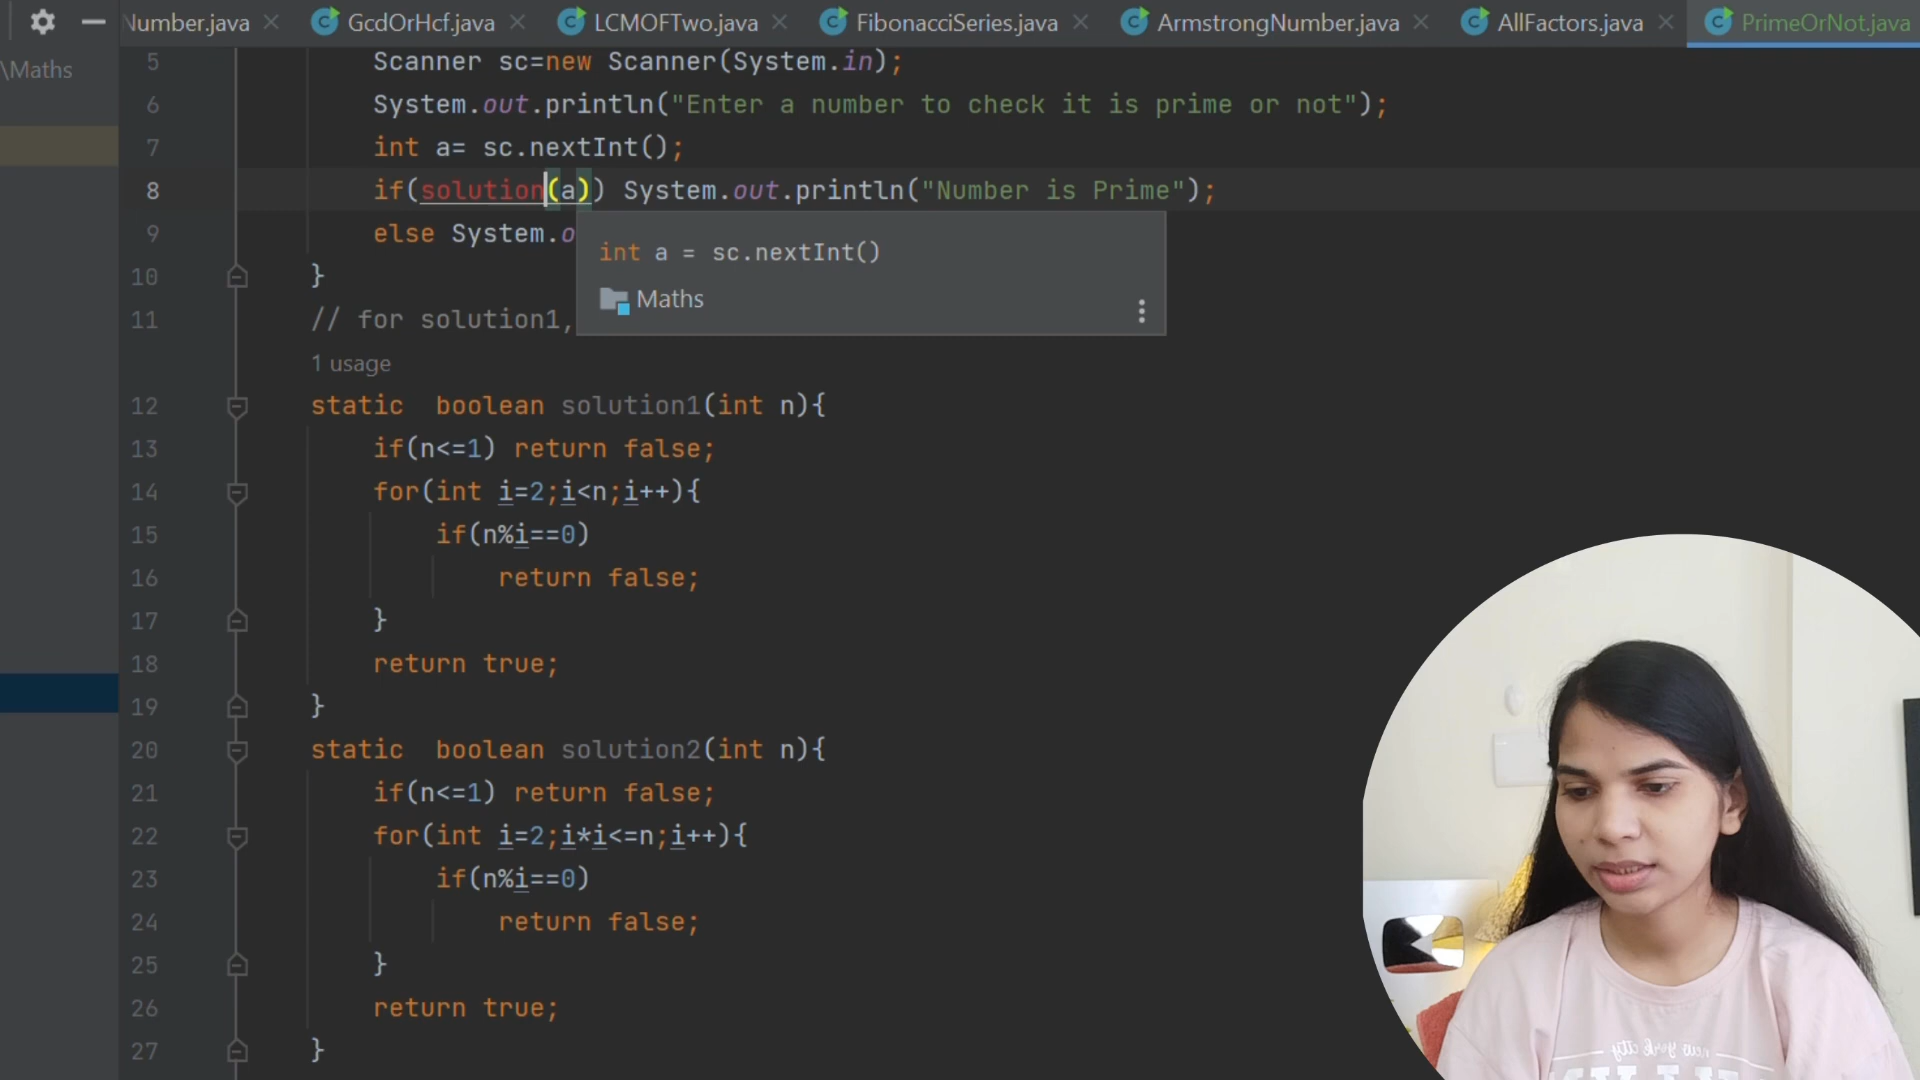 Number.java GcdOrHcf.java LCMOFTwo.java FibonacciSeries.java ArmstrongNumber.java AllFactors.java PrimeOrNot.java
\Maths
5 Scanner sc=new Scanner(System.in);
6 System.out.println("Enter a number to check it is prime or not");
7 int a= sc.nextInt();
8 if(solution(a)) System.out.println("Number is Prime");
9 else System.o
int a = sc.nextInt()
Maths
10 }
11 // for solution1,
1 usage
12 static  boolean solution1(int n){
13 if(n<=1) return false;
14 for(int i=2;i<n;i++){
15 if(n%i==0)
16 return false;
17 }
18 return true;
19 }
20 static  boolean solution2(int n){
21 if(n<=1) return false;
22 for(int i=2;i*i<=n;i++){
23 if(n%i==0)
24 return false;
25 }
26 return true;
27 }
new york city